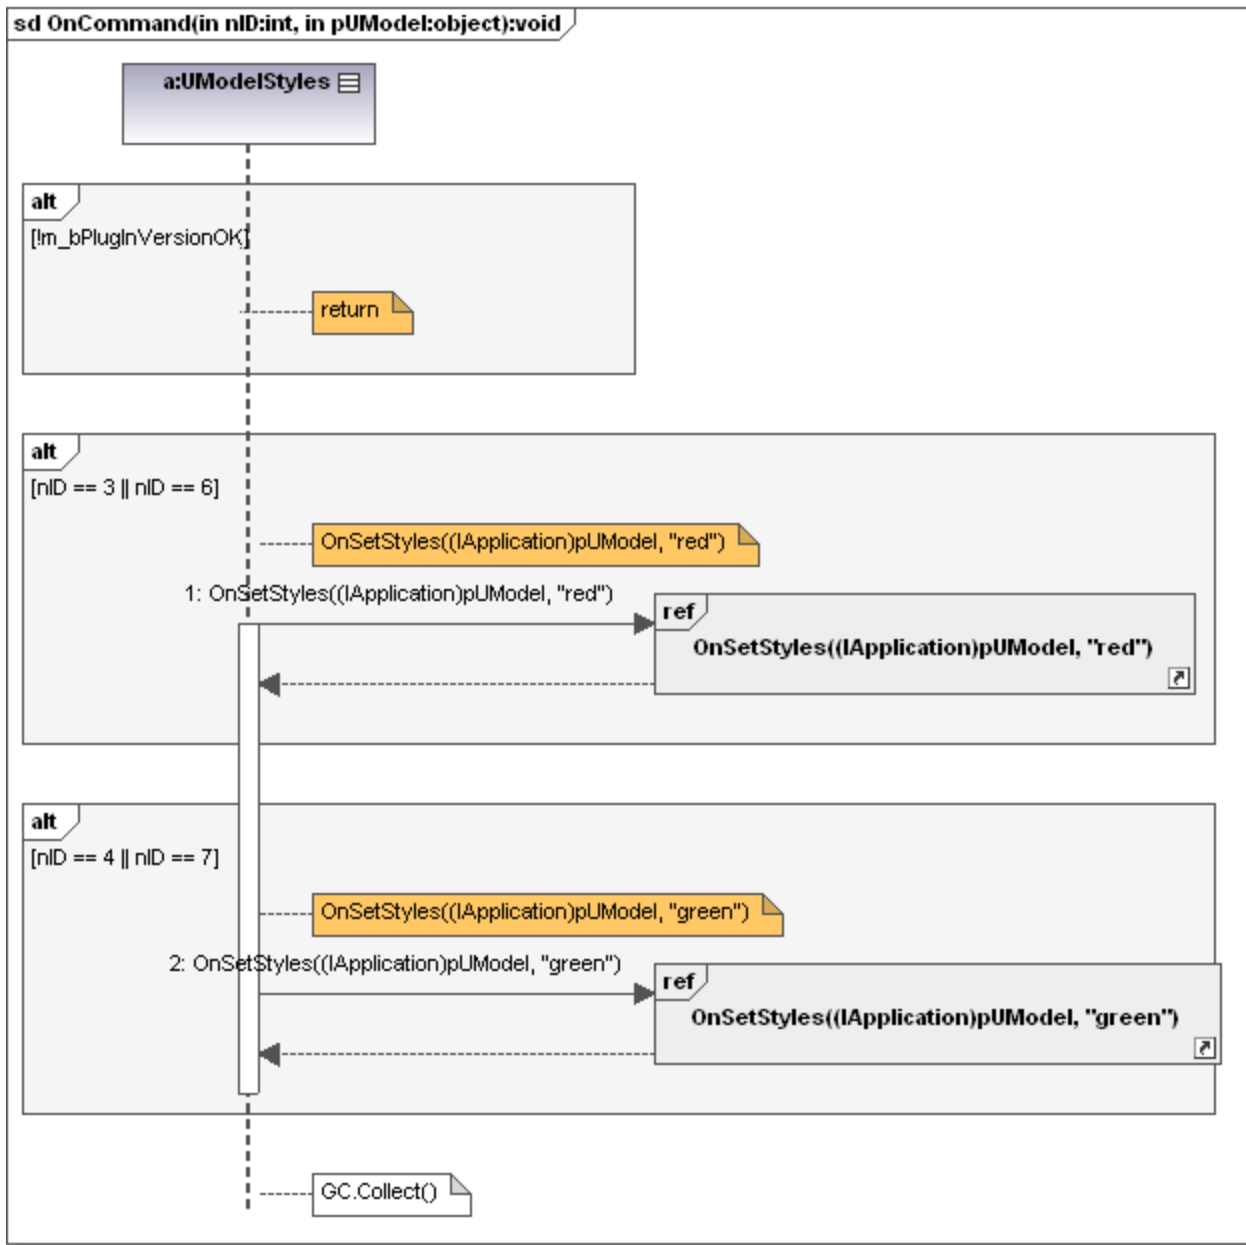 sd OnCommand(in nID:int, in pUModel:object):void
a:UModelStyles
alt
[!m_bPlugInVersionOK]
return
alt
[nID == 3 || nID == 6]
OnSetStyles((IApplication)pUModel, "red")
1: OnSetStyles((IApplication)pUModel, "red")
ref
OnSetStyles((IApplication)pUModel, "red")
alt
[nID == 4 || nID == 7]
OnSetStyles((IApplication)pUModel, "green")
2: OnSetStyles((IApplication)pUModel, "green")
ref
OnSetStyles((IApplication)pUModel, "green")
GC.Collect()